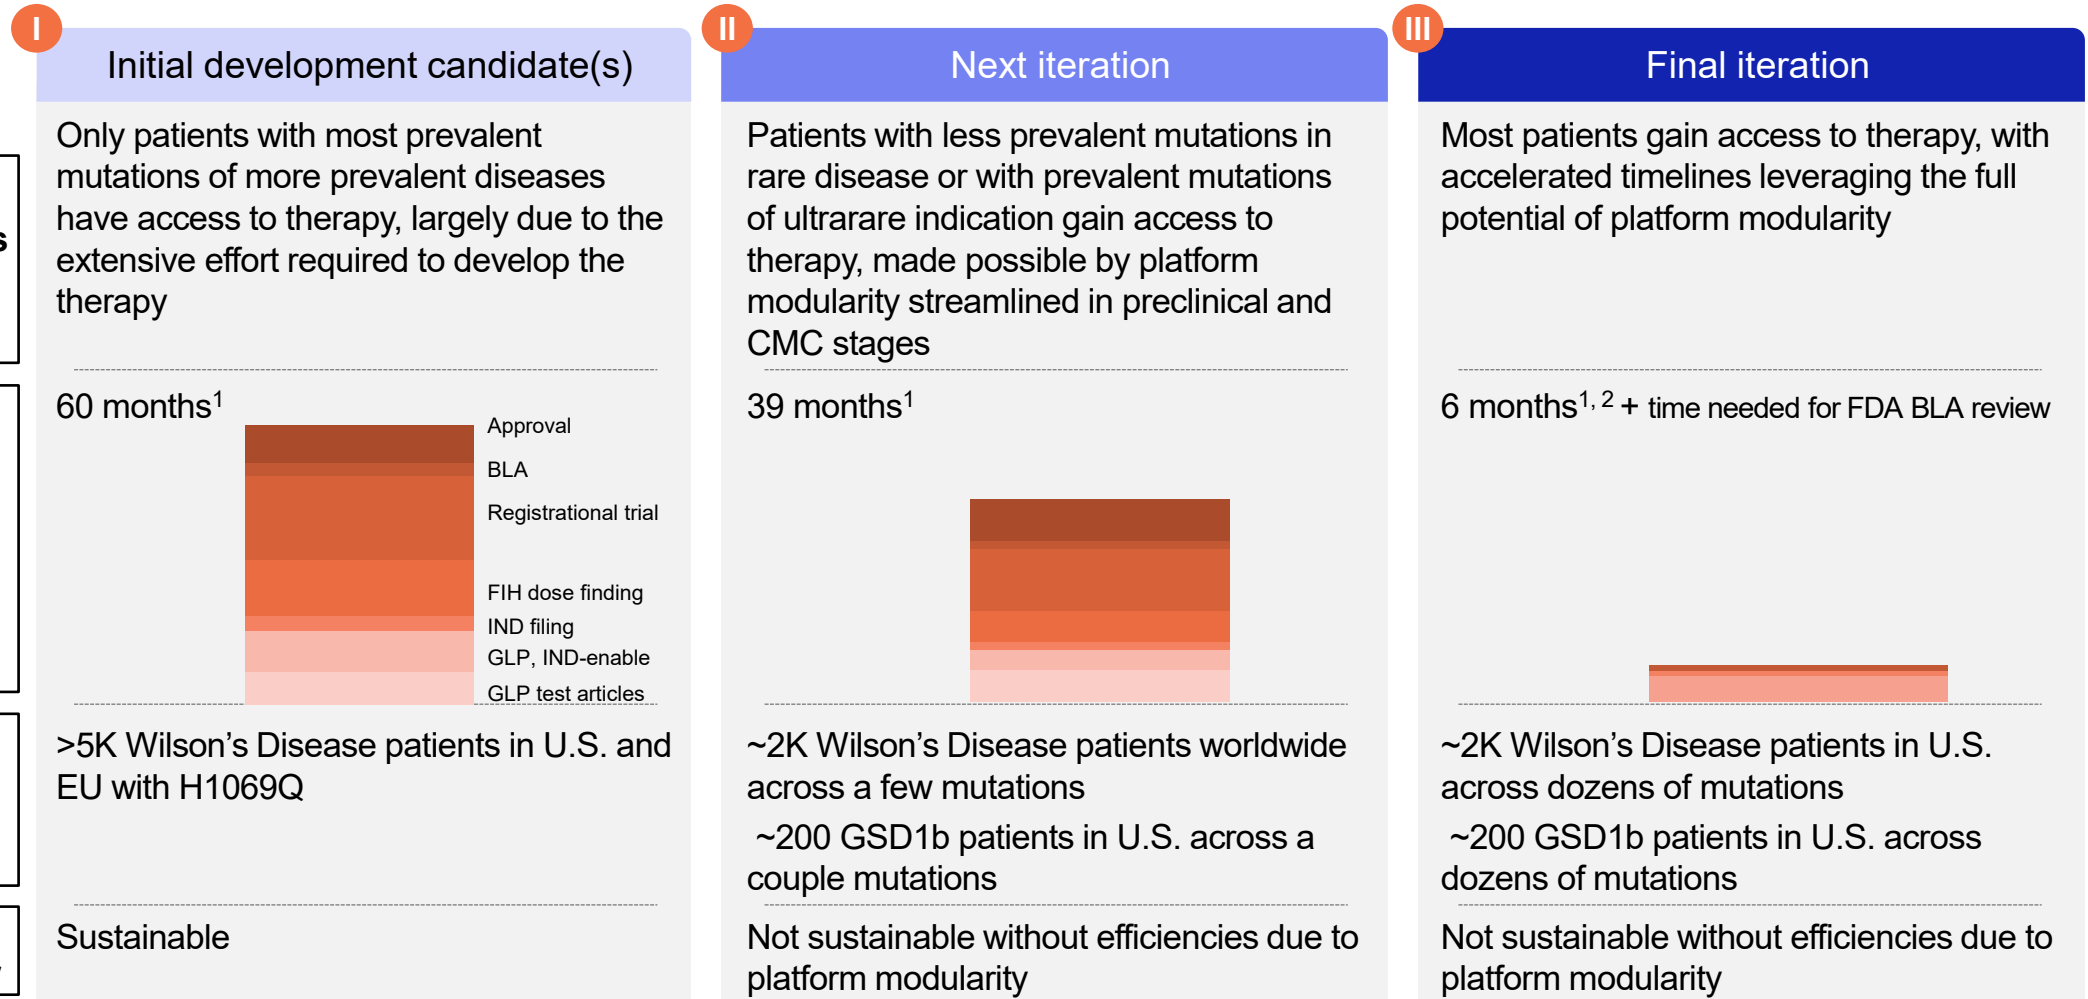 I
Initial development candidate(s)
Only patients with most prevalent
mutations of more prevalent diseases
have access to therapy, largely due to the
extensive effort required to develop the
therapy
60 months1
Approval
BLA
Registrational trial
FIH dose finding
IND filing
GLP, IND-enable
GLP test articles
>5K Wilson’s Disease patients in U.S. and
EU with H1069Q
Sustainable
II
Next iteration
Patients with less prevalent mutations in
rare disease or with prevalent mutations
of ultrarare indication gain access to
therapy, made possible by platform
modularity streamlined in preclinical and
CMC stages
39 months1
~2K Wilson’s Disease patients worldwide
across a few mutations
~200 GSD1b patients in U.S. across a
couple mutations
Not sustainable without efficiencies due to
platform modularity
III
Final iteration
Most patients gain access to therapy, with
accelerated timelines leveraging the full
potential of platform modularity
6 months1, 2 + time needed for FDA BLA review
~2K Wilson’s Disease patients in U.S.
across dozens of mutations
~200 GSD1b patients in U.S. across
dozens of mutations
Not sustainable without efficiencies due to
platform modularity